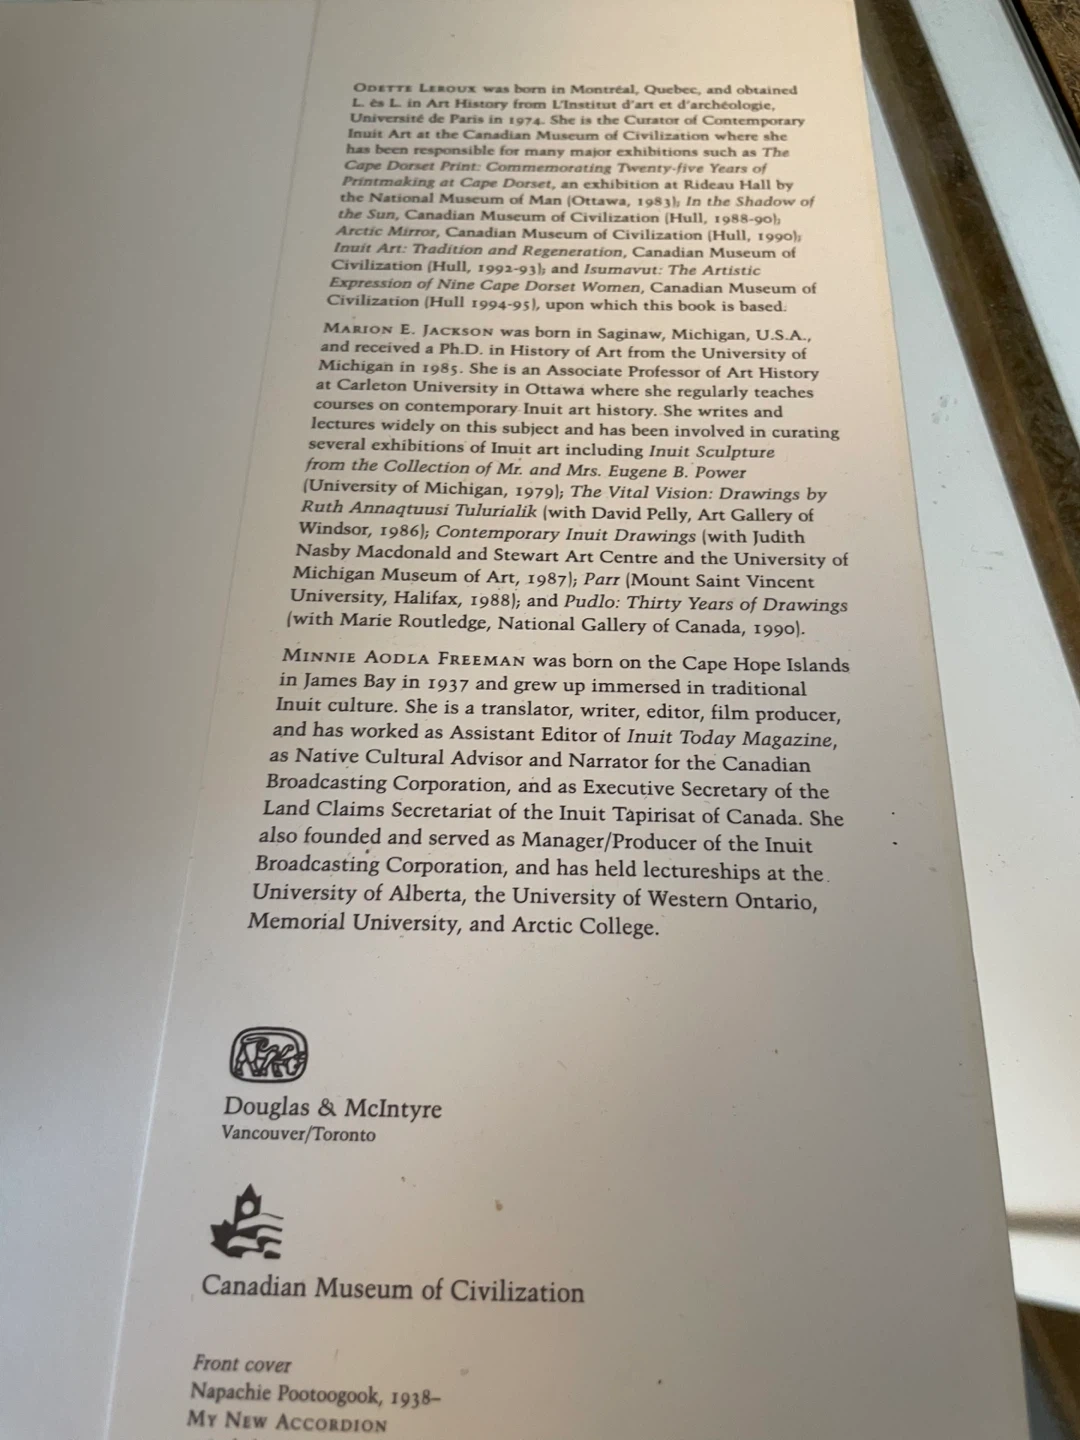 ODETTE LEROUX was born in Montréal, Quebec, and obtained
L. ès L. in Art History from L'Institut d'art et d'archéologie,
Université de Paris in 1974. She is the Curator of Contemporary
Inuit Art at the Canadian Museum of Civilization where she
has been responsible for many major exhibitions such as The
Cape Dorset Print: Commemorating Twenty-five Years of
Printmaking at Cape Dorset, an exhibition at Rideau Hall by
the National Museum of Man (Ottawa, 1983); In the Shadow of
the Sun, Canadian Museum of Civilization (Hull, 1988-90);
Arctic Mirror, Canadian Museum of Civilization (Hull, 1990);
Inuit Art: Tradition and Regeneration, Canadian Museum of
Civilization (Hull, 1992-93); and Isumavut: The Artistic
Expression of Nine Cape Dorset Women, Canadian Museum of
Civilization (Hull 1994-95), upon which this book is based.
MARION E. JACKSON was born in Saginaw, Michigan, U.S.A.,
and received a Ph.D. in History of Art from the University of
Michigan in 1985. She is an Associate Professor of Art History
at Carleton University in Ottawa where she regularly teaches
courses on contemporary Inuit art history. She writes and
lectures widely on this subject and has been involved in curating
several exhibitions of Inuit art including Inuit Sculpture
from the Collection of Mr. and Mrs. Eugene B. Power
(University of Michigan, 1979); The Vital Vision: Drawings by
Ruth Annaqtuusi Tulurialik (with David Pelly, Art Gallery of
Windsor, 1986); Contemporary Inuit Drawings (with Judith
Nasby Macdonald and Stewart Art Centre and the University of
Michigan Museum of Art, 1987); Parr (Mount Saint Vincent
University, Halifax, 1988); and Pudlo: Thirty Years of Drawings
(with Marie Routledge, National Gallery of Canada, 1990).
MINNIE AODLA FREEMAN was born on the Cape Hope Islands
in James Bay in 1937 and grew up immersed in traditional
Inuit culture. She is a translator, writer, editor, film producer,
and has worked as Assistant Editor of Inuit Today Magazine,
as Native Cultural Advisor and Narrator for the Canadian
Broadcasting Corporation, and as Executive Secretary of the
Land Claims Secretariat of the Inuit Tapirisat of Canada. She
also founded and served as Manager/Producer of the Inuit
Broadcasting Corporation, and has held lectureships at the
University of Alberta, the University of Western Ontario,
Memorial University, and Arctic College.
Douglas & McIntyre
Vancouver/Toronto
Canadian Museum of Civilization
Front cover
Napachie Pootoogook, 1938–
MY NEW ACCORDION